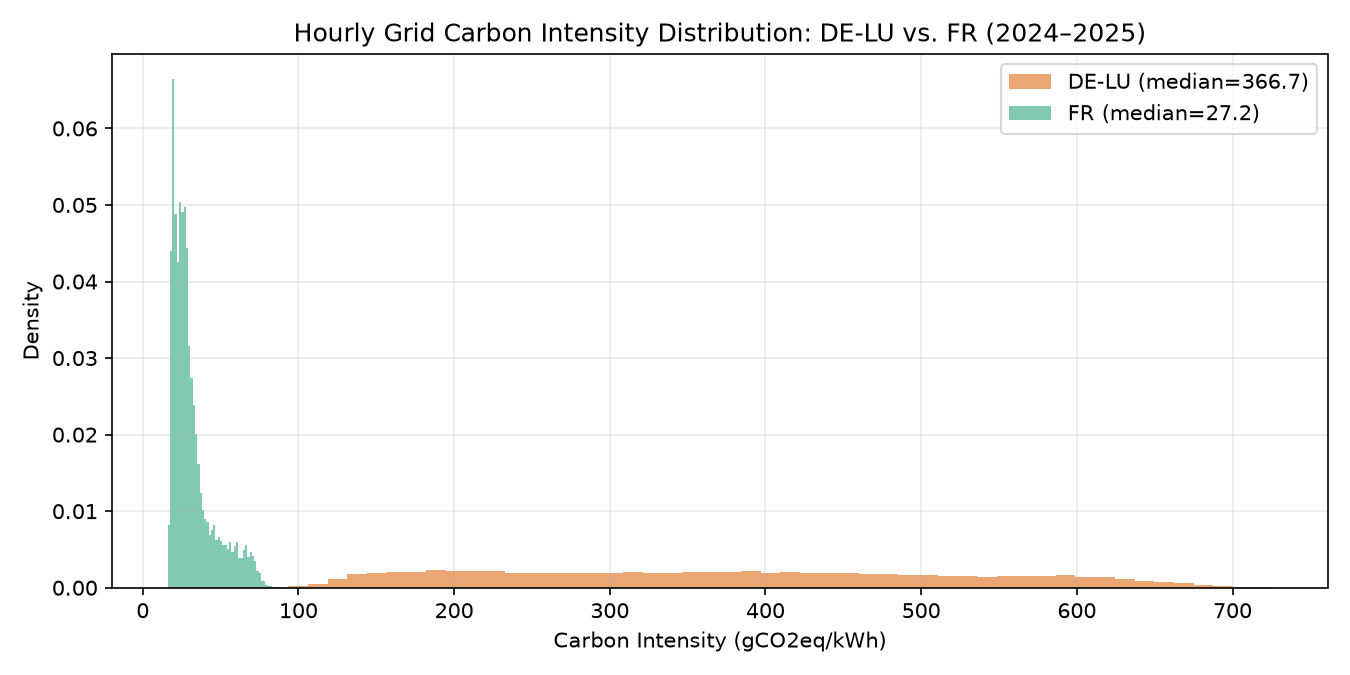 Hourly Grid Carbon Intensity Distribution: DE-LU vs. FR (2024–2025)
DE-LU (median=366.7)
FR (median=27.2)
Density
0.06
0.05
0.04
0.03
0.02
0.01
0.00
0 100 200 300 400 500 600 700
Carbon Intensity (gCO2eq/kWh)